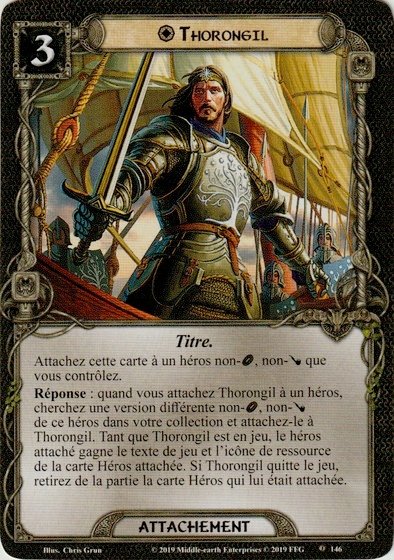 3
Thorongil
Titre.
Attachez cette carte à un héros non-, non- que
vous contrôlez.
Réponse : quand vous attachez Thorongil à un héros,
cherchez une version différente non-, non-
de ce héros dans votre collection et attachez-le à
Thorongil. Tant que Thorongil est en jeu, le héros
attaché gagne le texte de jeu et l'icône de ressource
de la carte Héros attachée. Si Thorongil quitte le jeu,
retirez de la partie la carte Héros qui lui était attachée.
ATTACHEMENT
Illus. Chris Grun © 2019 Middle-earth Enterprises © 2019 FFG 146